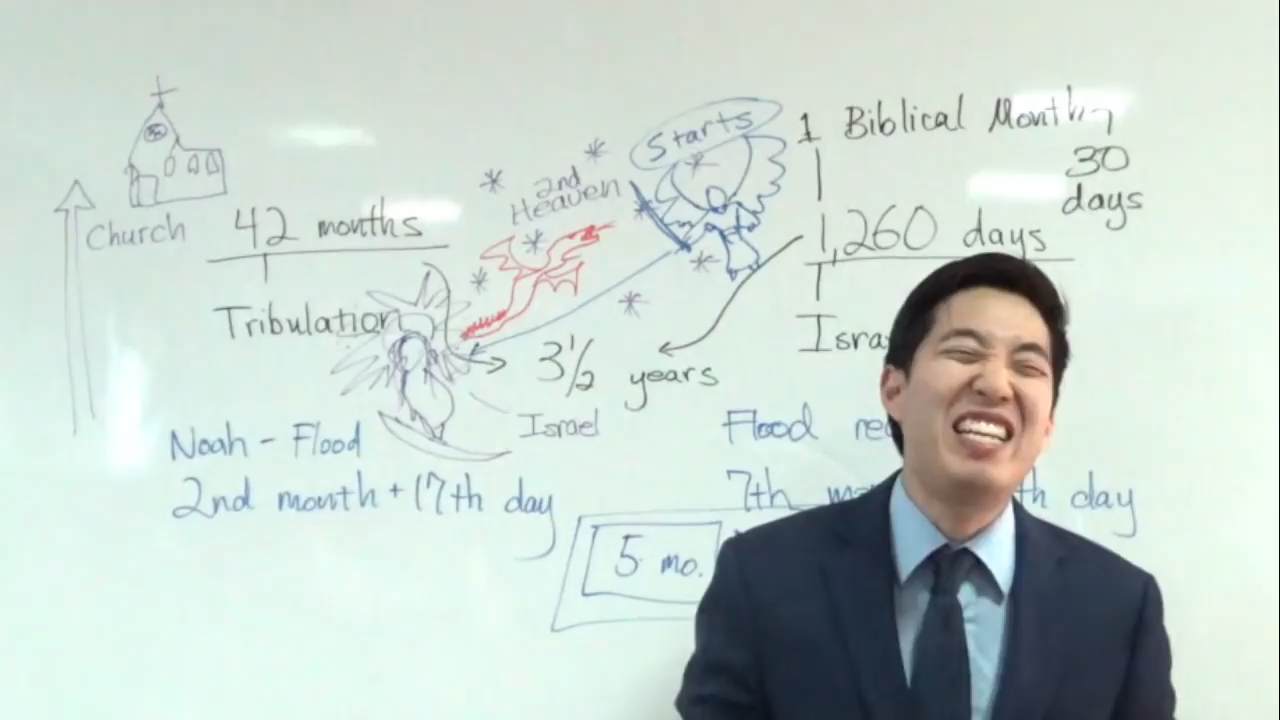 Starts
1 Biblical Month
30
days
2nd
Heaven
Church
42 months
1,260 days
Tribulation
3 1/2 years
Israel
Noah - Flood
2nd month + 17th day
Flood
7th
day
5 mo.